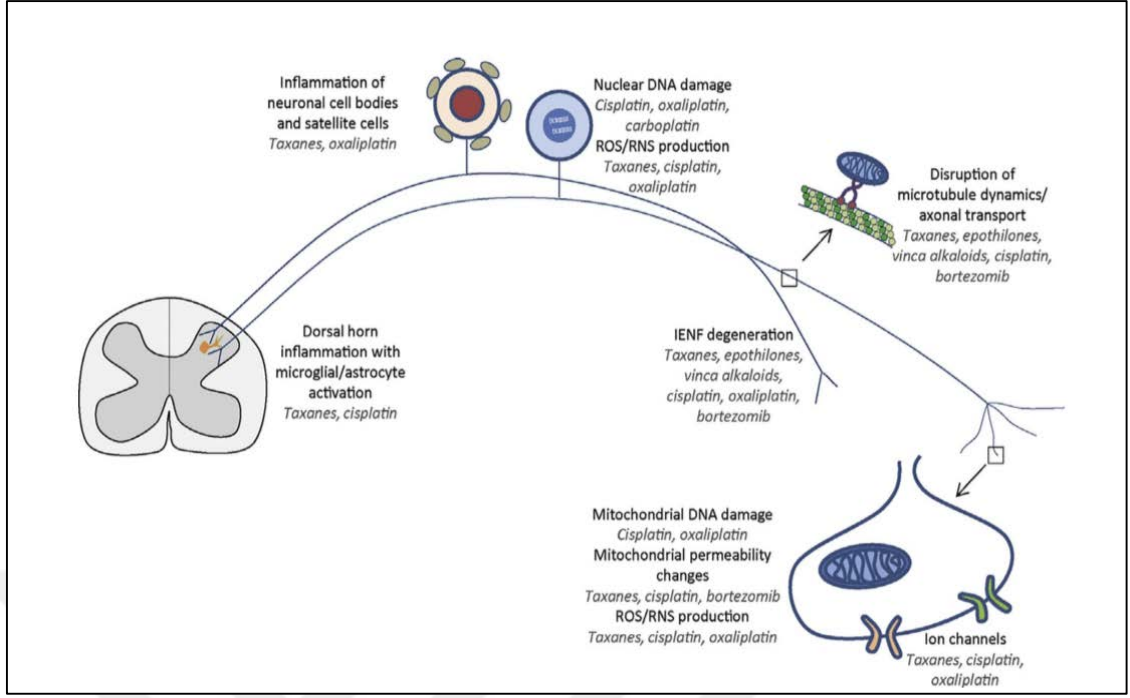 Inflammation of
neuronal cell bodies
and satellite cells
Taxanes, oxaliplatin
Nuclear DNA damage
Cisplatin, oxaliplatin,
carboplatin
ROS/RNS production
Taxanes, cisplatin,
oxaliplatin
Disruption of
microtubule dynamics/
axonal transport
Taxanes, epothilones,
vinca alkaloids, cisplatin,
bortezomib
Dorsal horn
inflammation with
microglial/astrocyte
activation
Taxanes, cisplatin
IENF degeneration
Taxanes, epothilones,
vinca alkaloids,
cisplatin, oxaliplatin,
bortezomib
Mitochondrial DNA damage
Cisplatin, oxaliplatin
Mitochondrial permeability
changes
Taxanes, cisplatin, bortezomib
ROS/RNS production
Taxanes, cisplatin, oxaliplatin
Ion channels
Taxanes, cisplatin,
oxaliplatin